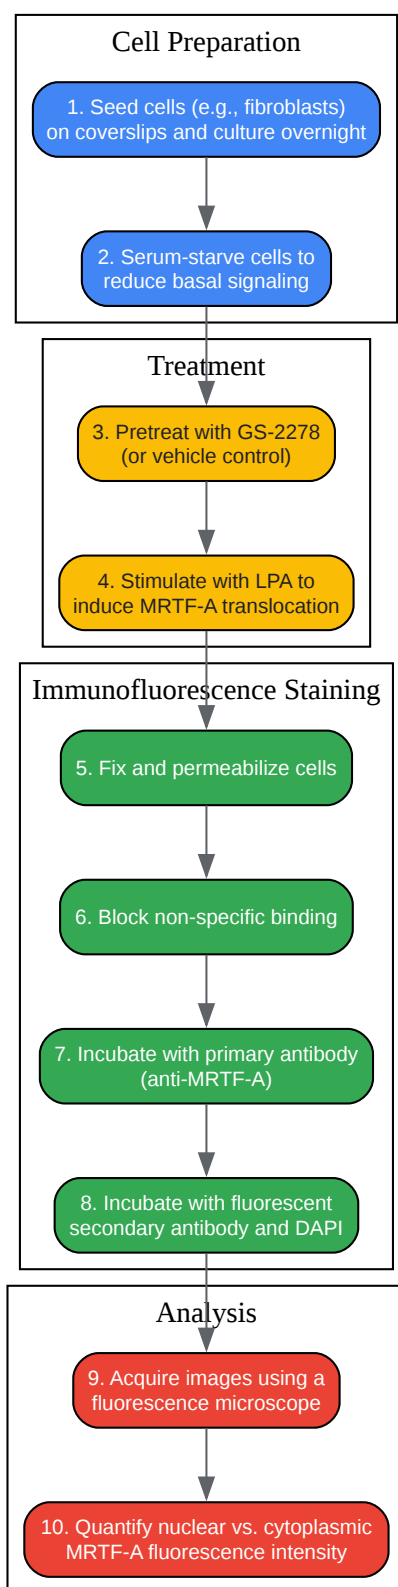 Cell Preparation
1. Seed cells (e.g., fibroblasts)
on coverslips and culture overnight
2. Serum-starve cells to
reduce basal signaling
Treatment
3. Pretreat with GS-2278
(or vehicle control)
4. Stimulate with LPA to
induce MRTF-A translocation
Immunofluorescence Staining
5. Fix and permeabilize cells
6. Block non-specific binding
7. Incubate with primary antibody
(anti-MRTF-A)
8. Incubate with fluorescent
secondary antibody and DAPI
Analysis
9. Acquire images using a
fluorescence microscope
10. Quantify nuclear vs. cytoplasmic
MRTF-A fluorescence intensity